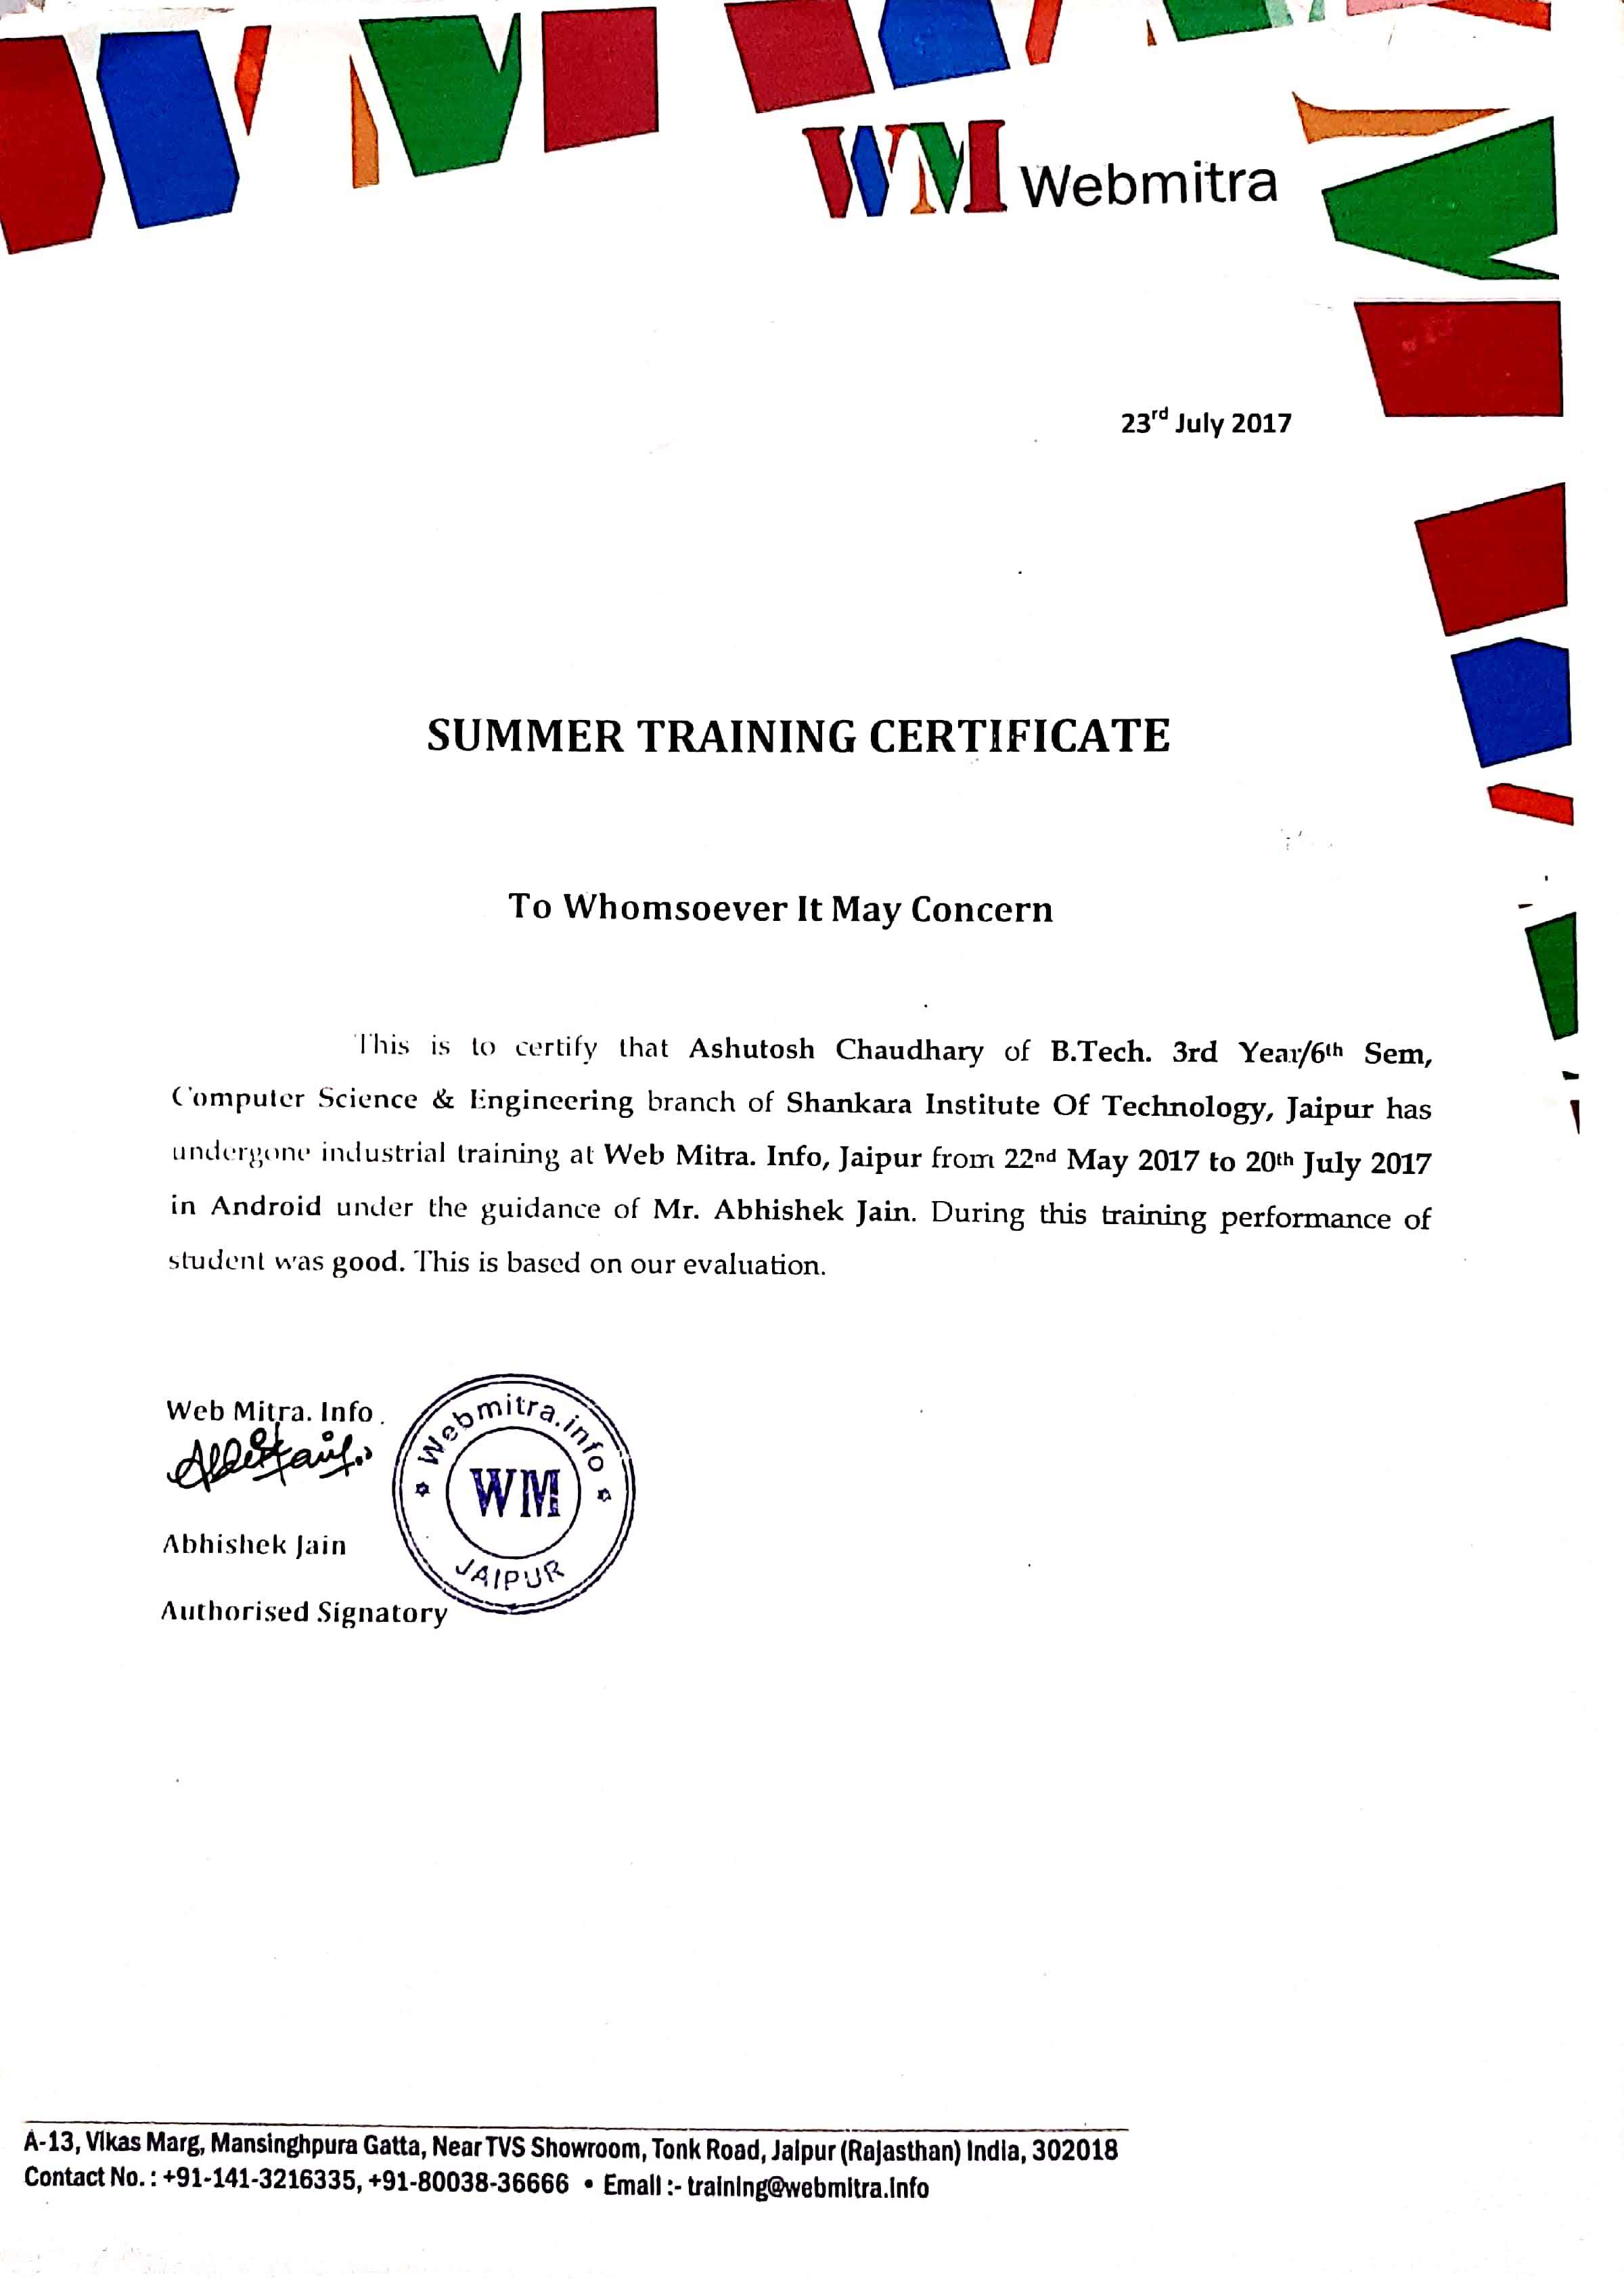 WM Webmitra
23rd July 2017
SUMMER TRAINING CERTIFICATE
To Whomsoever It May Concern
This is to certify that Ashutosh Chaudhary of B.Tech. 3rd Year/6th Sem,
Computer Science & Engineering branch of Shankara Institute Of Technology, Jaipur has
undergone industrial training at Web Mitra. Info, Jaipur from 22nd May 2017 to 20th July 2017
in Android under the guidance of Mr. Abhishek Jain. During this training performance of
student was good. This is based on our evaluation.
Web Mitra. Info.
Webmitra.info
WM
JAIPUR
Abhishek Jain
Authorised Signatory
A-13, Vikas Marg, Mansinghpura Gatta, Near TVS Showroom, Tonk Road, Jaipur (Rajasthan) India, 302018
Contact No. : +91-141-3216335, +91-80038-36666 • Email :- training@webmitra.info